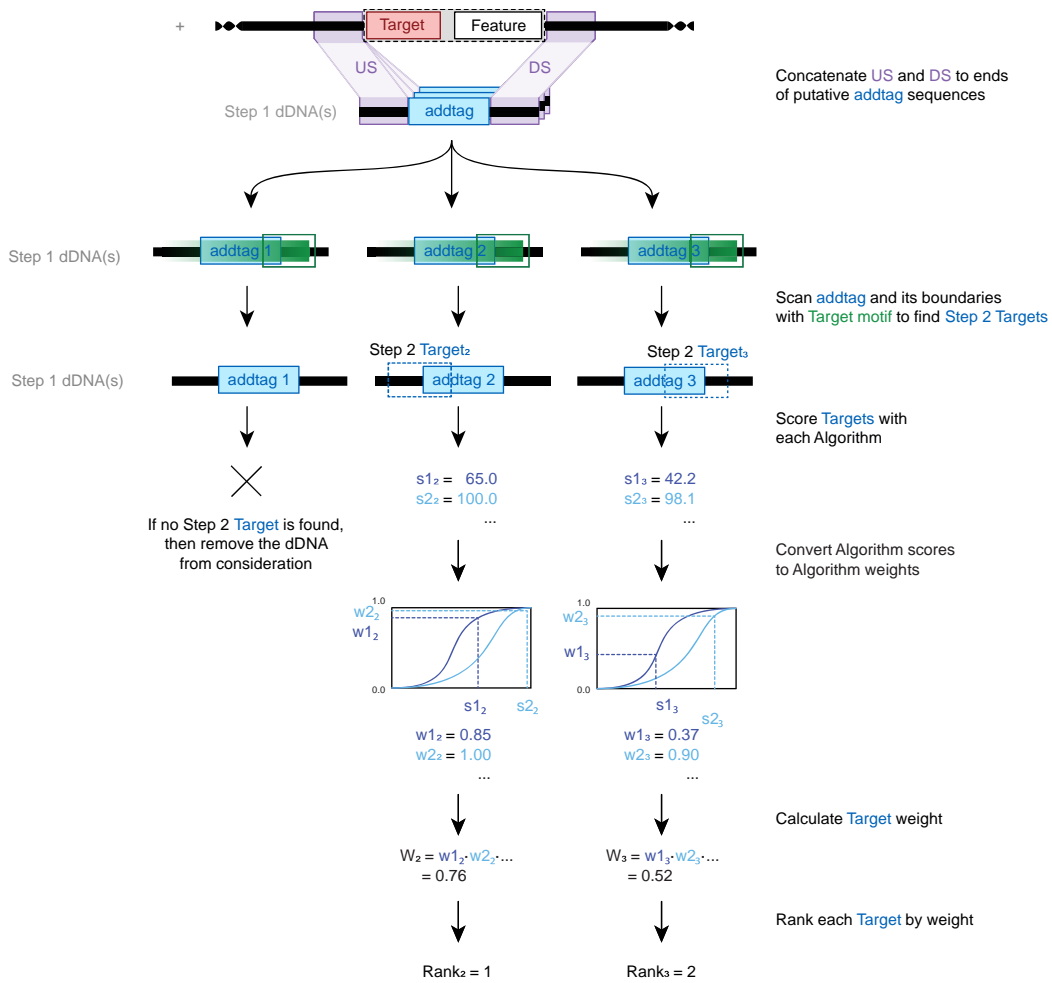 +
Target
Feature
US
DS
Step 1 dDNA(s)
addtag
Concatenate US and DS to ends
of putative addtag sequences
Step 1 dDNA(s)
addtag 1
addtag 2
addtag 3
Scan addtag and its boundaries
with Target motif to find Step 2 Targets
Step 2 Target₂
Step 2 Target₃
Step 1 dDNA(s)
addtag 1
addtag 2
addtag 3
Score Targets with
each Algorithm
s1₂ = 65.0
s2₂ = 100.0
...
s1₃ = 42.2
s2₃ = 98.1
...
If no Step 2 Target is found,
then remove the dDNA
from consideration
Convert Algorithm scores
to Algorithm weights
1.0
w2₂
w1₂
0.0
s1₂
s2₂
1.0
w2₃
w1₃
0.0
s1₃
s2₃
w1₂ = 0.85
w2₂ = 1.00
...
w1₃ = 0.37
w2₃ = 0.90
...
Calculate Target weight
W₂ = w1₂·w2₂·...
= 0.76
W₃ = w1₃·w2₃·...
= 0.52
Rank each Target by weight
Rank₂ = 1
Rank₃ = 2